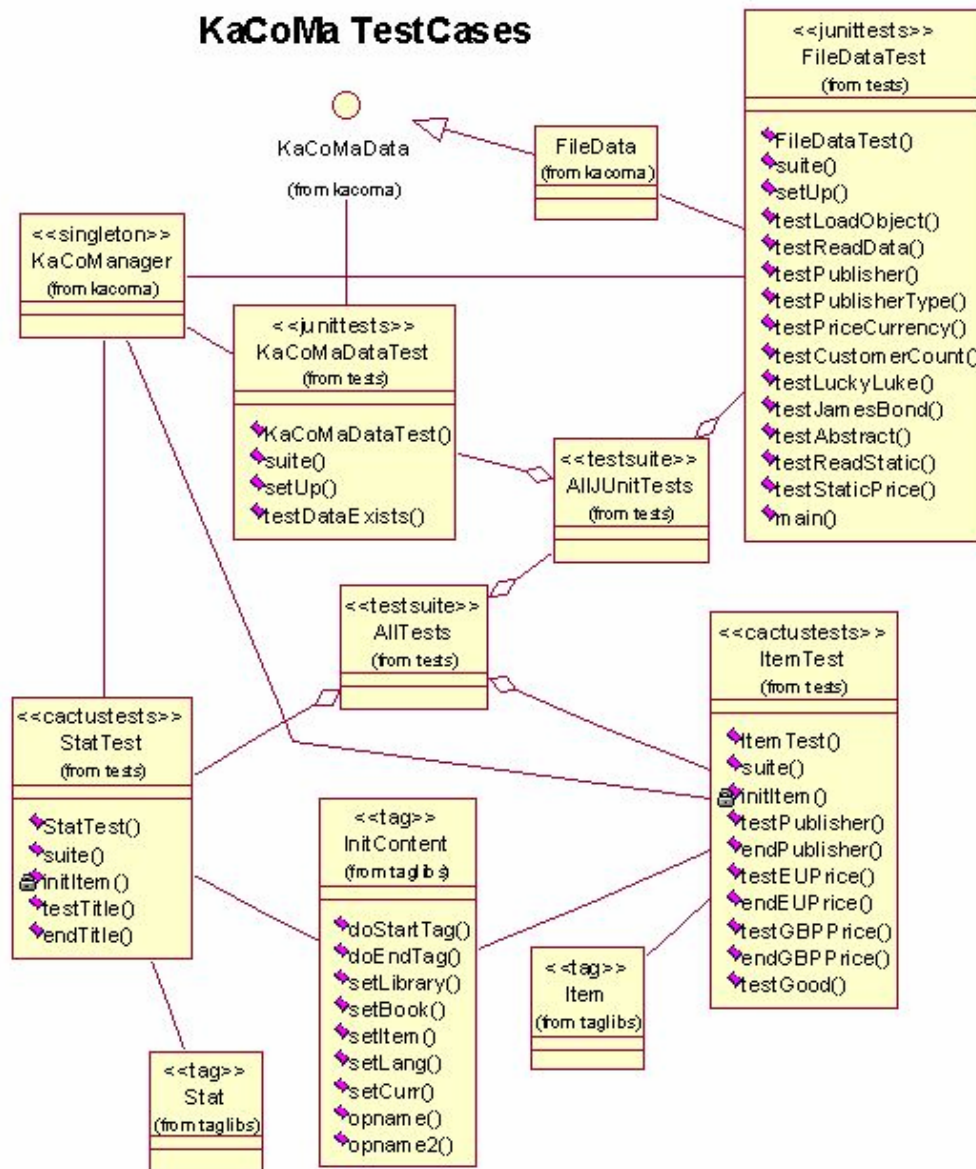 KaCoMa TestCases
<<junittests>>
FileDataTest
(from tests)
FileDataTest()
suite()
setUp()
testLoadObject()
testReadData()
testPublisher()
testPublisherType()
testPriceCurrency()
testCustomerCount()
testLuckyLuke()
testJamesBond()
testAbstract()
testReadStatic()
testStaticPrice()
main()
KaCoMaData
(from kacoma)
FileData
(from kacoma)
<<singleton>>
KaCoManager
(from kacoma)
<<junittests>>
KaCoMaDataTest
(from tests)
KaCoMaDataTest()
suite()
setUp()
testDataExists()
<<testsuite>>
AllJUnitTests
(from tests)
<<testsuite>>
AllTests
(from tests)
<<cactustests>>
ItemTest
(from tests)
ItemTest()
suite()
initItem()
testPublisher()
endPublisher()
testEUPrice()
endEUPrice()
testGBPPrice()
endGBPPrice()
testGood()
<<cactustests>>
StatTest
(from tests)
StatTest()
suite()
initItem()
testTitle()
endTitle()
<<tag>>
InitContent
(from taglibs)
doStartTag()
doEndTag()
setLibrary()
setBook()
setItem()
setLang()
setCurr()
opname()
opname2()
<<tag>>
Item
(from taglibs)
<<tag>>
Stat
(from taglibs)